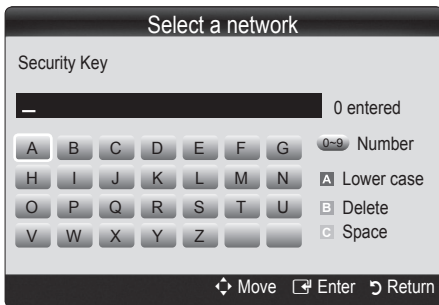 Select a network
Security Key
_
0 entered
A B C D E F G 0~9 Number
H I J K L M N A Lower case
O P Q R S T U B Delete
V W X Y Z C Space
Move Enter Return